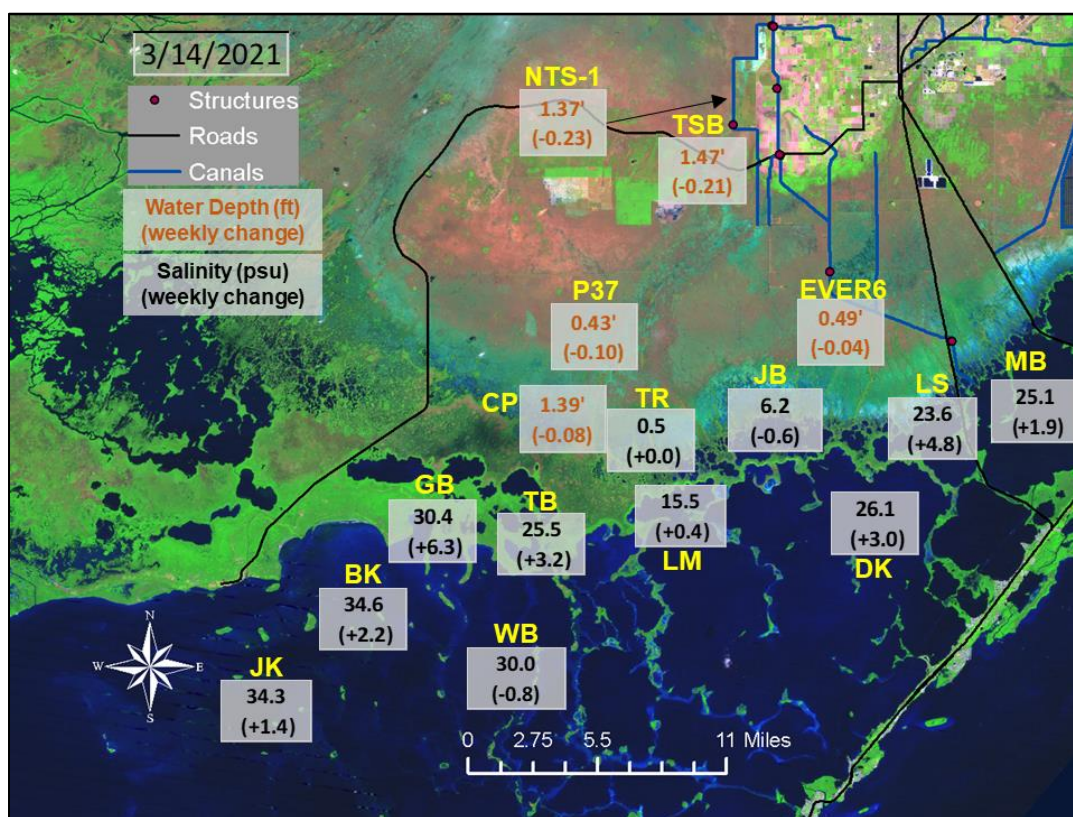 3/14/2021
Structures
Roads
Canals
Water Depth (ft)
(weekly change)
Salinity (psu)
(weekly change)
NTS-1
1.37'
(-0.23)
TSB
1.47'
(-0.21)
P37
0.43'
(-0.10)
EVER6
0.49'
(-0.04)
CP
1.39'
(-0.08)
TR
0.5
(+0.0)
JB
6.2
(-0.6)
LS
23.6
(+4.8)
MB
25.1
(+1.9)
GB
30.4
(+6.3)
TB
25.5
(+3.2)
15.5
(+0.4)
LM
26.1
(+3.0)
DK
BK
34.6
(+2.2)
WB
30.0
(-0.8)
JK
34.3
(+1.4)
N
W E
S
0 2.75 5.5 11 Miles